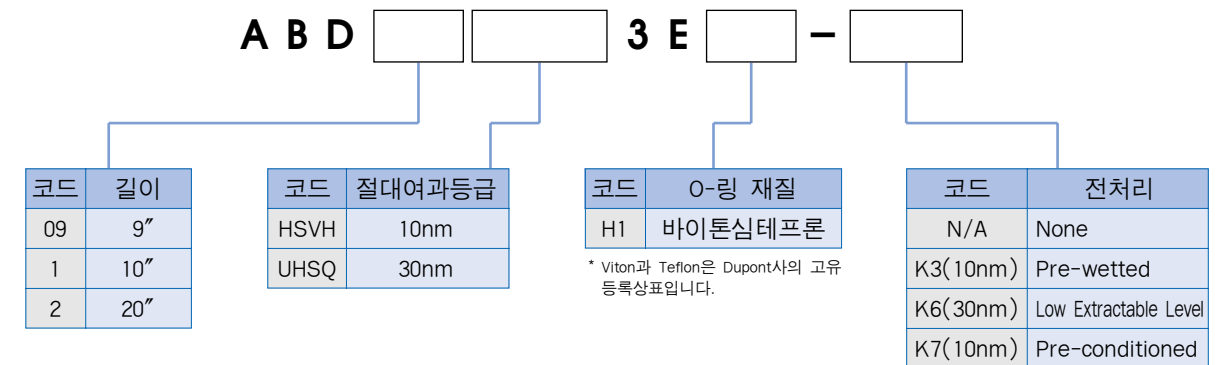 A B D 3 E –
코드 길이
09 9″
1 10″
2 20″
코드 절대여과등급
HSVH 10nm
UHSQ 30nm
코드 O-링 재질
H1 바이톤심테프론
* Viton과 Teflon은 Dupont사의 고유
등록상표입니다.
코드 전처리
N/A None
K3(10nm) Pre-wetted
K6(30nm) Low Extractable Level
K7(10nm) Pre-conditioned